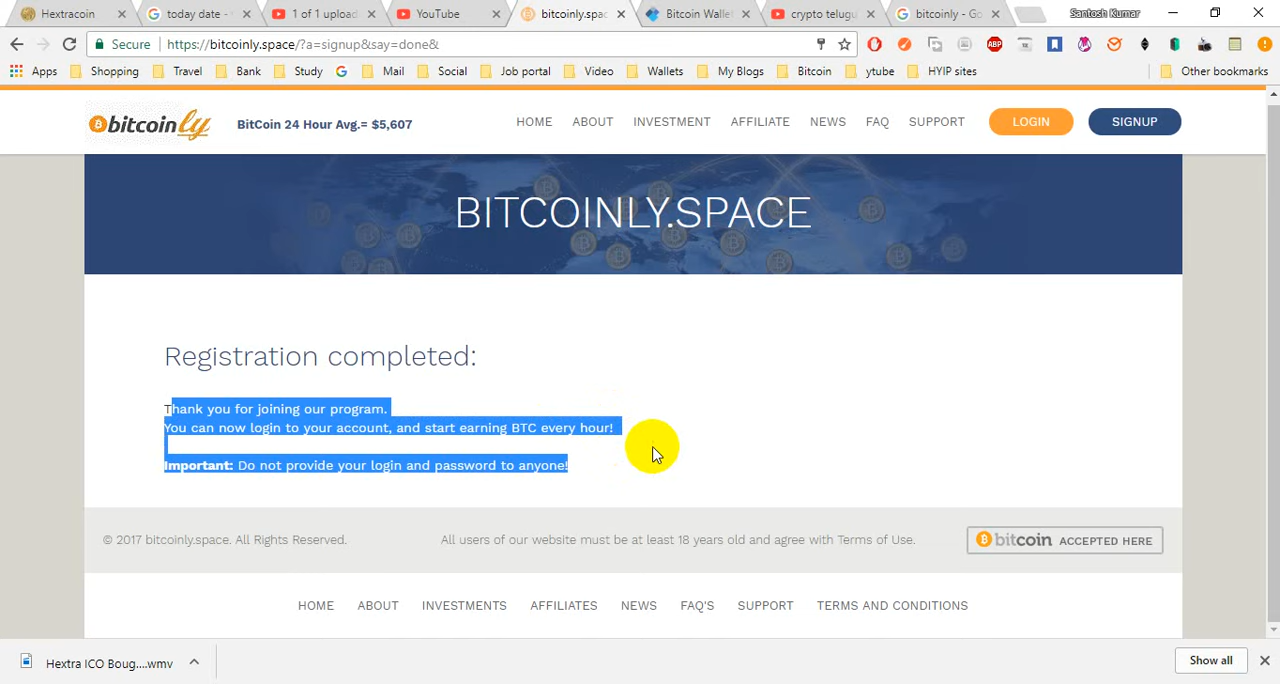 Hextracoin
today date -
1 of 1 upload
YouTube
bitcoinly.spac
Bitcoin Wallet
crypto telugu
bitcoinly - Go
Santosh Kumar
Secure https://bitcoinly.space/?a=signup&say=done&
ABP
Apps Shopping Travel Bank Study Mail Social Job portal Video Wallets My Blogs Bitcoin ytube HYIP sites Other bookmarks
bitcoinly
BitCoin 24 Hour Avg.= $5,607
HOME ABOUT INVESTMENT AFFILIATE NEWS FAQ SUPPORT LOGIN SIGNUP
BITCOINLY.SPACE
Registration completed:
Thank you for joining our program.
You can now login to your account, and start earning BTC every hour!
Important: Do not provide your login and password to anyone!
© 2017 bitcoinly.space. All Rights Reserved.
All users of our website must be at least 18 years old and agree with Terms of Use.
bitcoin ACCEPTED HERE
HOME ABOUT INVESTMENTS AFFILIATES NEWS FAQ'S SUPPORT TERMS AND CONDITIONS
Hextra ICO Boug....wmv
Show all